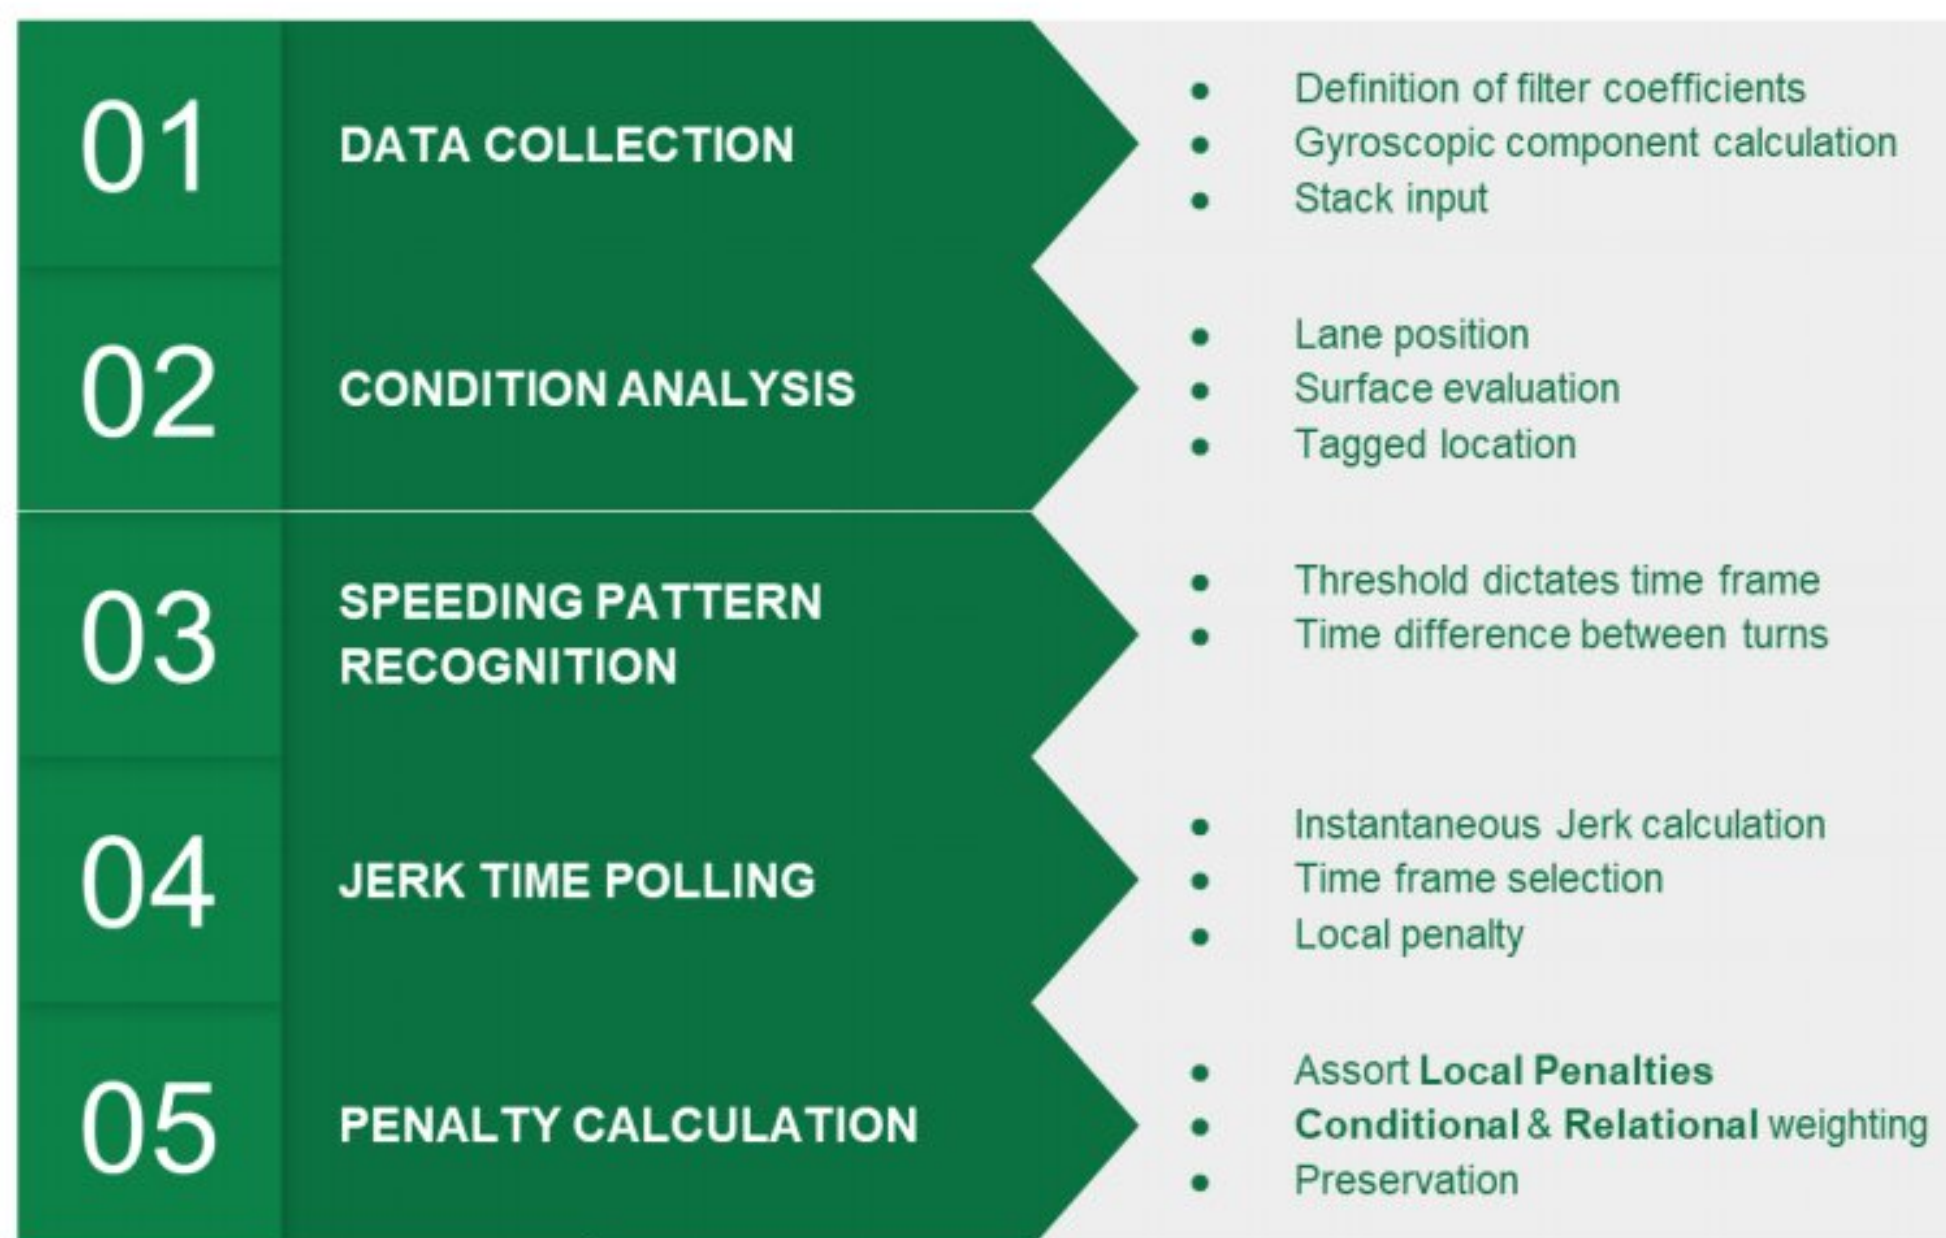 01
DATA COLLECTION
● Definition of filter coefficients
● Gyroscopic component calculation
● Stack input
02
CONDITION ANALYSIS
● Lane position
● Surface evaluation
● Tagged location
03
SPEEDING PATTERN
RECOGNITION
● Threshold dictates time frame
● Time difference between turns
04
JERK TIME POLLING
● Instantaneous Jerk calculation
● Time frame selection
● Local penalty
05
PENALTY CALCULATION
● Assort Local Penalties
● Conditional & Relational weighting
● Preservation